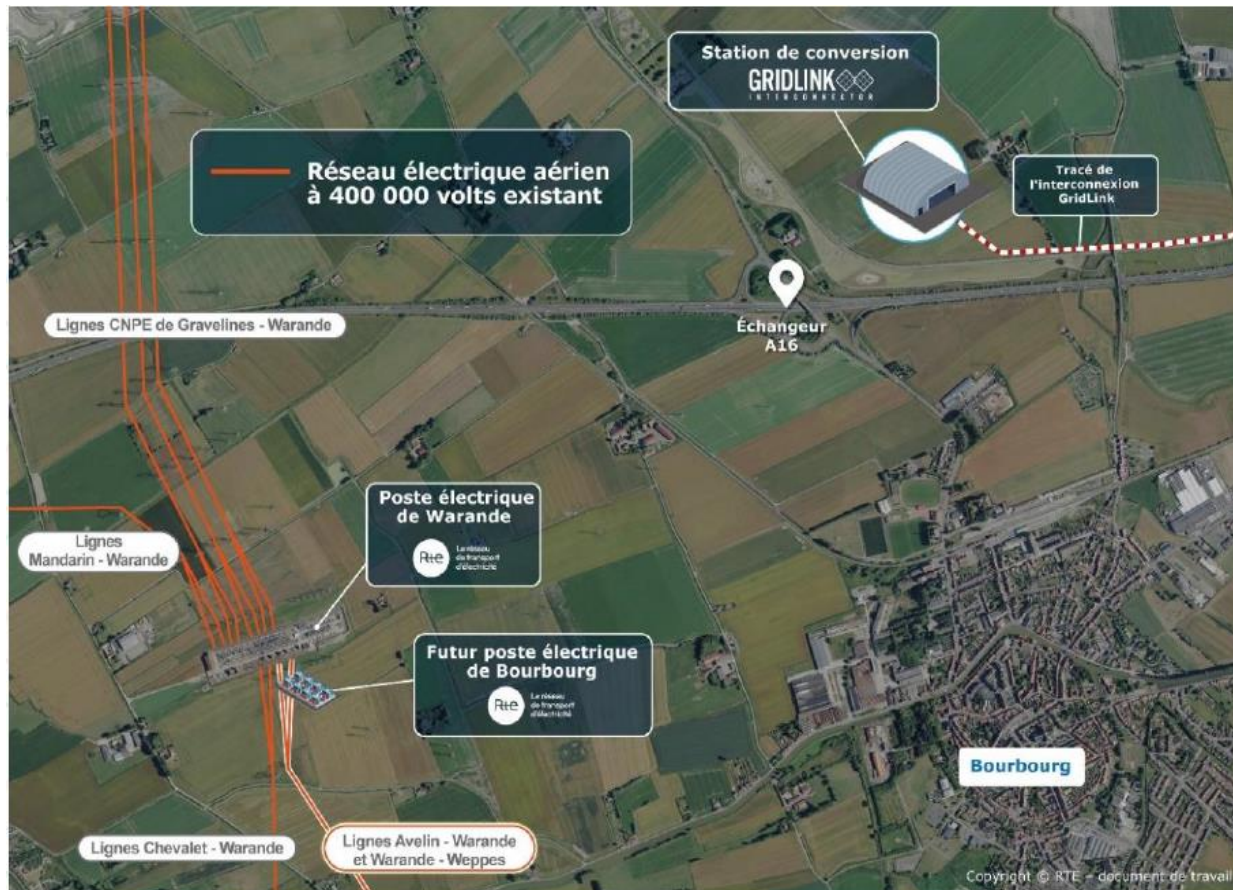 Station de conversion
GRIDLINK
INTERCONNECTOR
Réseau électrique aérien
à 400 000 volts existant
Tracé de
l'interconnexion
GridLink
Lignes CNPE de Gravelines - Warande
Échangeur
A16
Poste électrique
de Warande
Rte
Le réseau
de transport
d'électricité
Lignes
Mandarin - Warande
Futur poste électrique
de Bourbourg
Rte
Le réseau
de transport
d'électricité
Bourbourg
Lignes Chevalet - Warande
Lignes Avelin - Warande
et Warande - Weppes
Copyright © RTE – document de travail